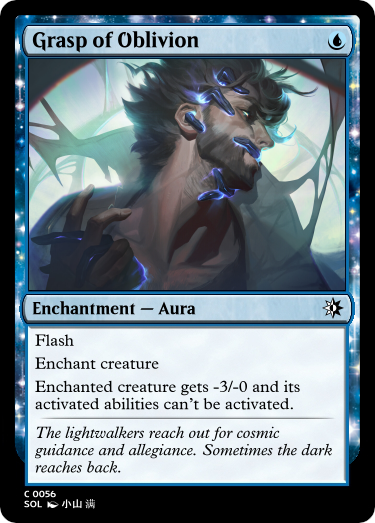 Grasp of Oblivion
Enchantment — Aura
Flash
Enchant creature
Enchanted creature gets -3/-0 and its
activated abilities can't be activated.
The lightwalkers reach out for cosmic
guidance and allegiance. Sometimes the dark
reaches back.
C 0056
SOL 小山 满